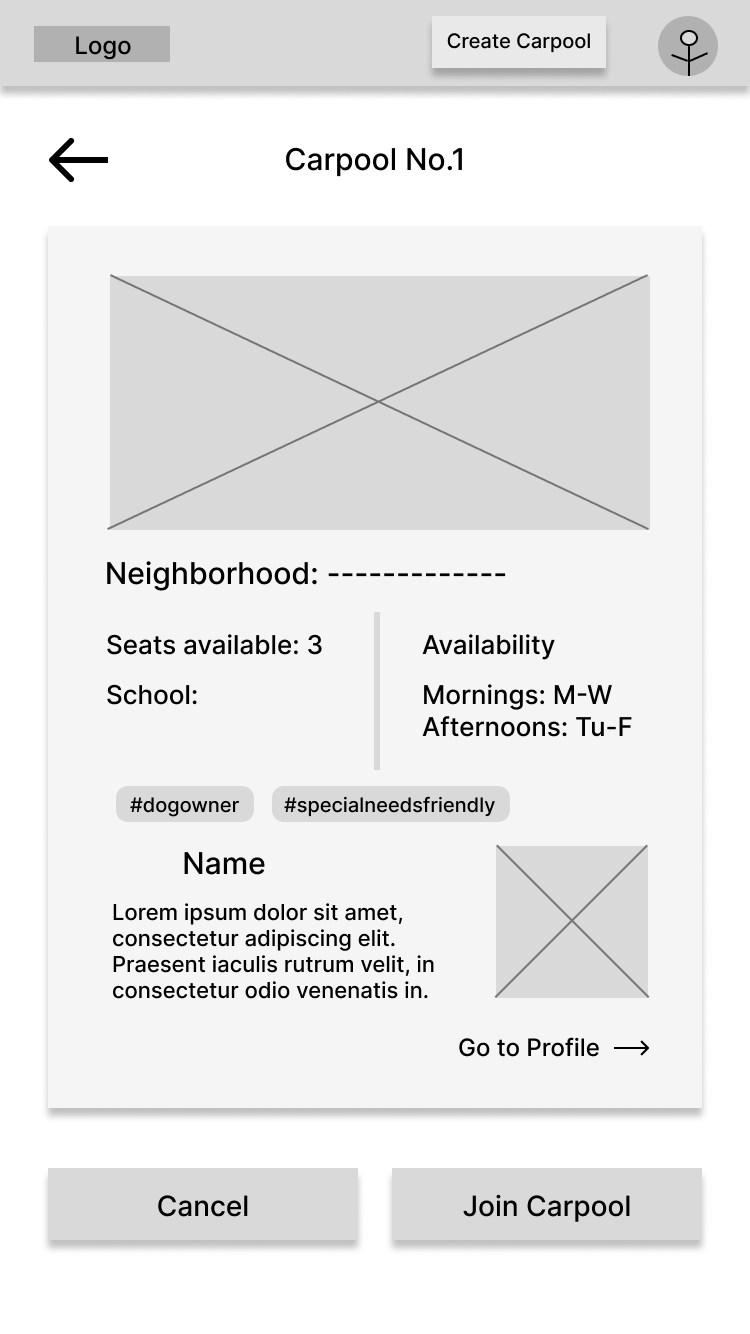 Logo
Create Carpool
Carpool No.1
Neighborhood: -------------
Seats available: 3
School:
Availability
Mornings: M-W
Afternoons: Tu-F
#dogowner
#specialneedsfriendly
Name
Lorem ipsum dolor sit amet,
consectetur adipiscing elit.
Praesent iaculis rutrum velit, in
consectetur odio venenatis in.
Go to Profile
Cancel
Join Carpool